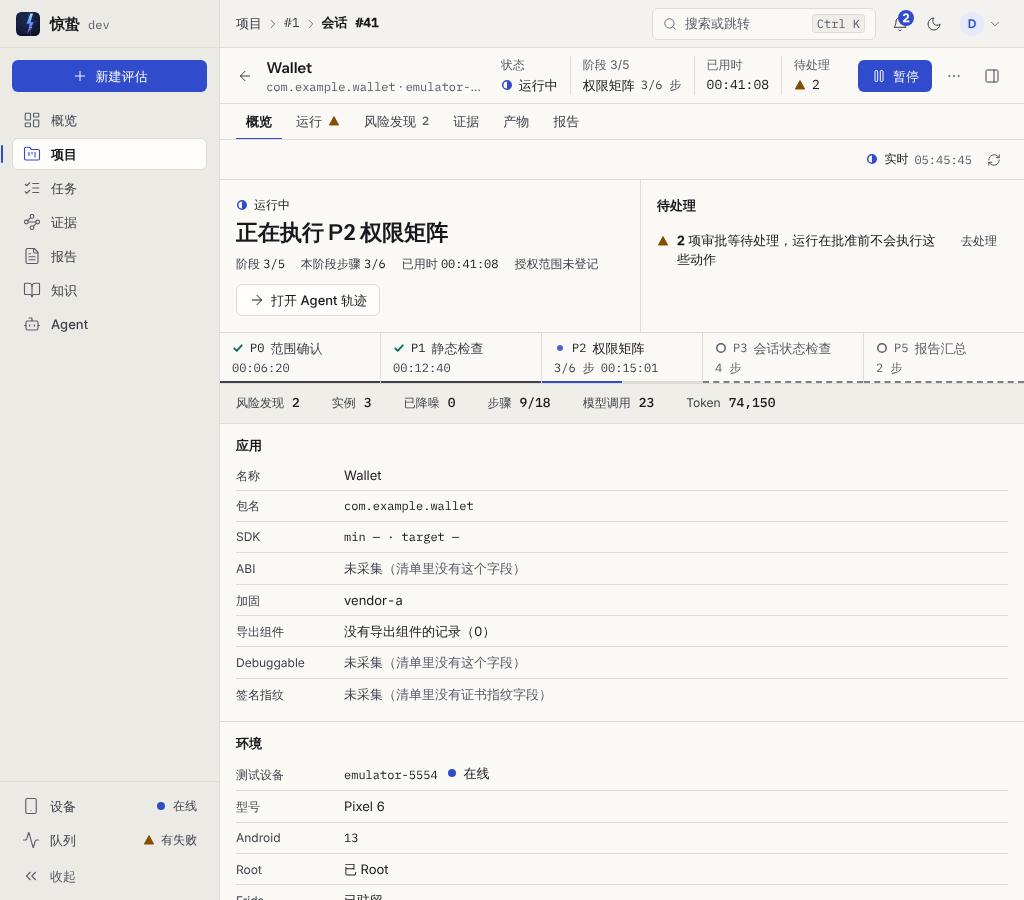 惊蛰 dev
项目 > #1 > 会话 #41
搜索或跳转 Ctrl K
2
D
新建评估
概览
项目
任务
证据
报告
知识
Agent
设备 在线
队列 有失败
收起
Wallet
com.example.wallet · emulator-…
状态
运行中
阶段 3/5
权限矩阵 3/6 步
已用时
00:41:08
待处理
2
暂停
概览 运行 风险发现 2 证据 产物 报告
实时 05:45:45
运行中
正在执行 P2 权限矩阵
阶段 3/5 本阶段步骤 3/6 已用时 00:41:08 授权范围未登记
打开 Agent 轨迹
待处理
2 项审批等待处理，运行在批准前不会执行这
些动作
去处理
P0 范围确认
00:06:20
P1 静态检查
00:12:40
P2 权限矩阵
3/6 步 00:15:01
P3 会话状态检查
4 步
P5 报告汇总
2 步
风险发现 2 实例 3 已降噪 0 步骤 9/18 模型调用 23 Token 74,150
应用
名称 Wallet
包名 com.example.wallet
SDK min — · target —
ABI 未采集（清单里没有这个字段）
加固 vendor-a
导出组件 没有导出组件的记录（0）
Debuggable 未采集（清单里没有这个字段）
签名指纹 未采集（清单里没有证书指纹字段）
环境
测试设备 emulator-5554 在线
型号 Pixel 6
Android 13
Root 已 Root
Frida 已驻留